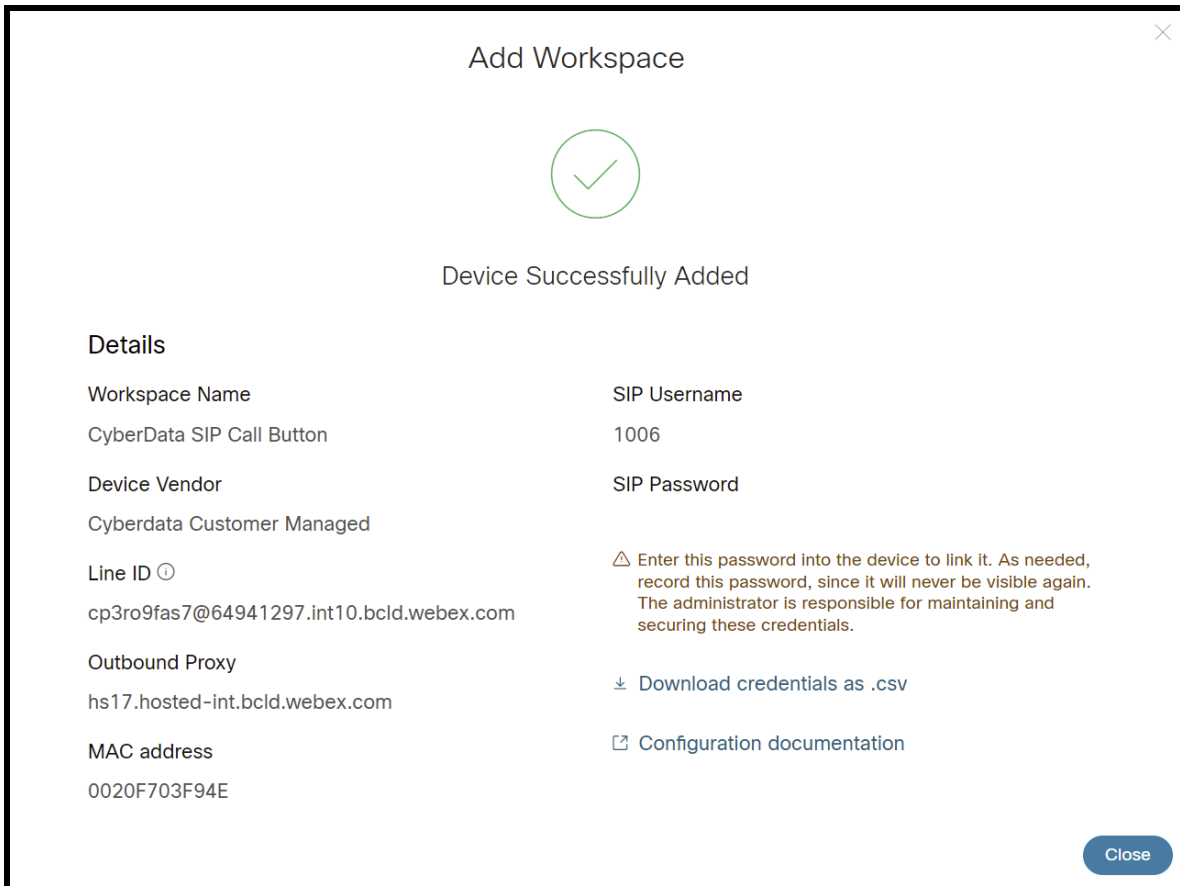 Add Workspace
Device Successfully Added
Details
Workspace Name
CyberData SIP Call Button
Device Vendor
Cyberdata Customer Managed
Line ID
cp3ro9fas7@64941297.int10.bcld.webex.com
Outbound Proxy
hs17.hosted-int.bcld.webex.com
MAC address
0020F703F94E
SIP Username
1006
SIP Password
Enter this password into the device to link it. As needed,
record this password, since it will never be visible again.
The administrator is responsible for maintaining and
securing these credentials.
Download credentials as .csv
Configuration documentation
Close